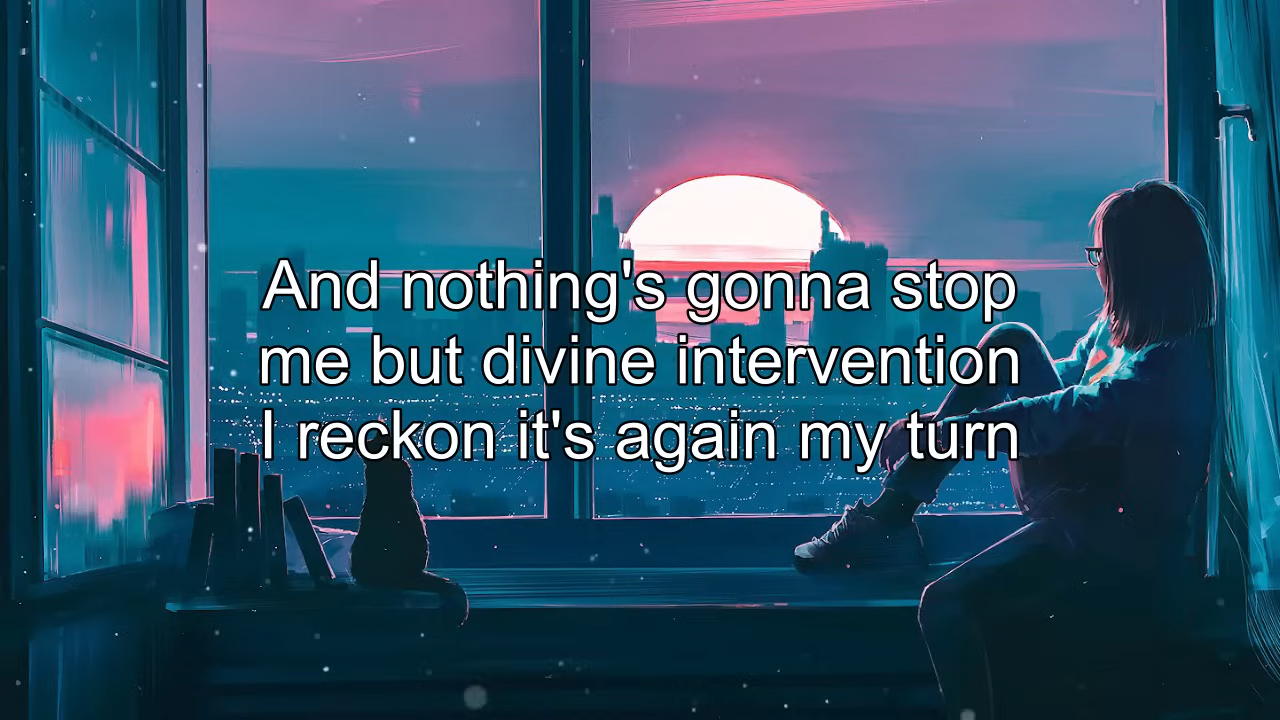 And nothing's gonna stop
me but divine intervention
I reckon it's again my turn